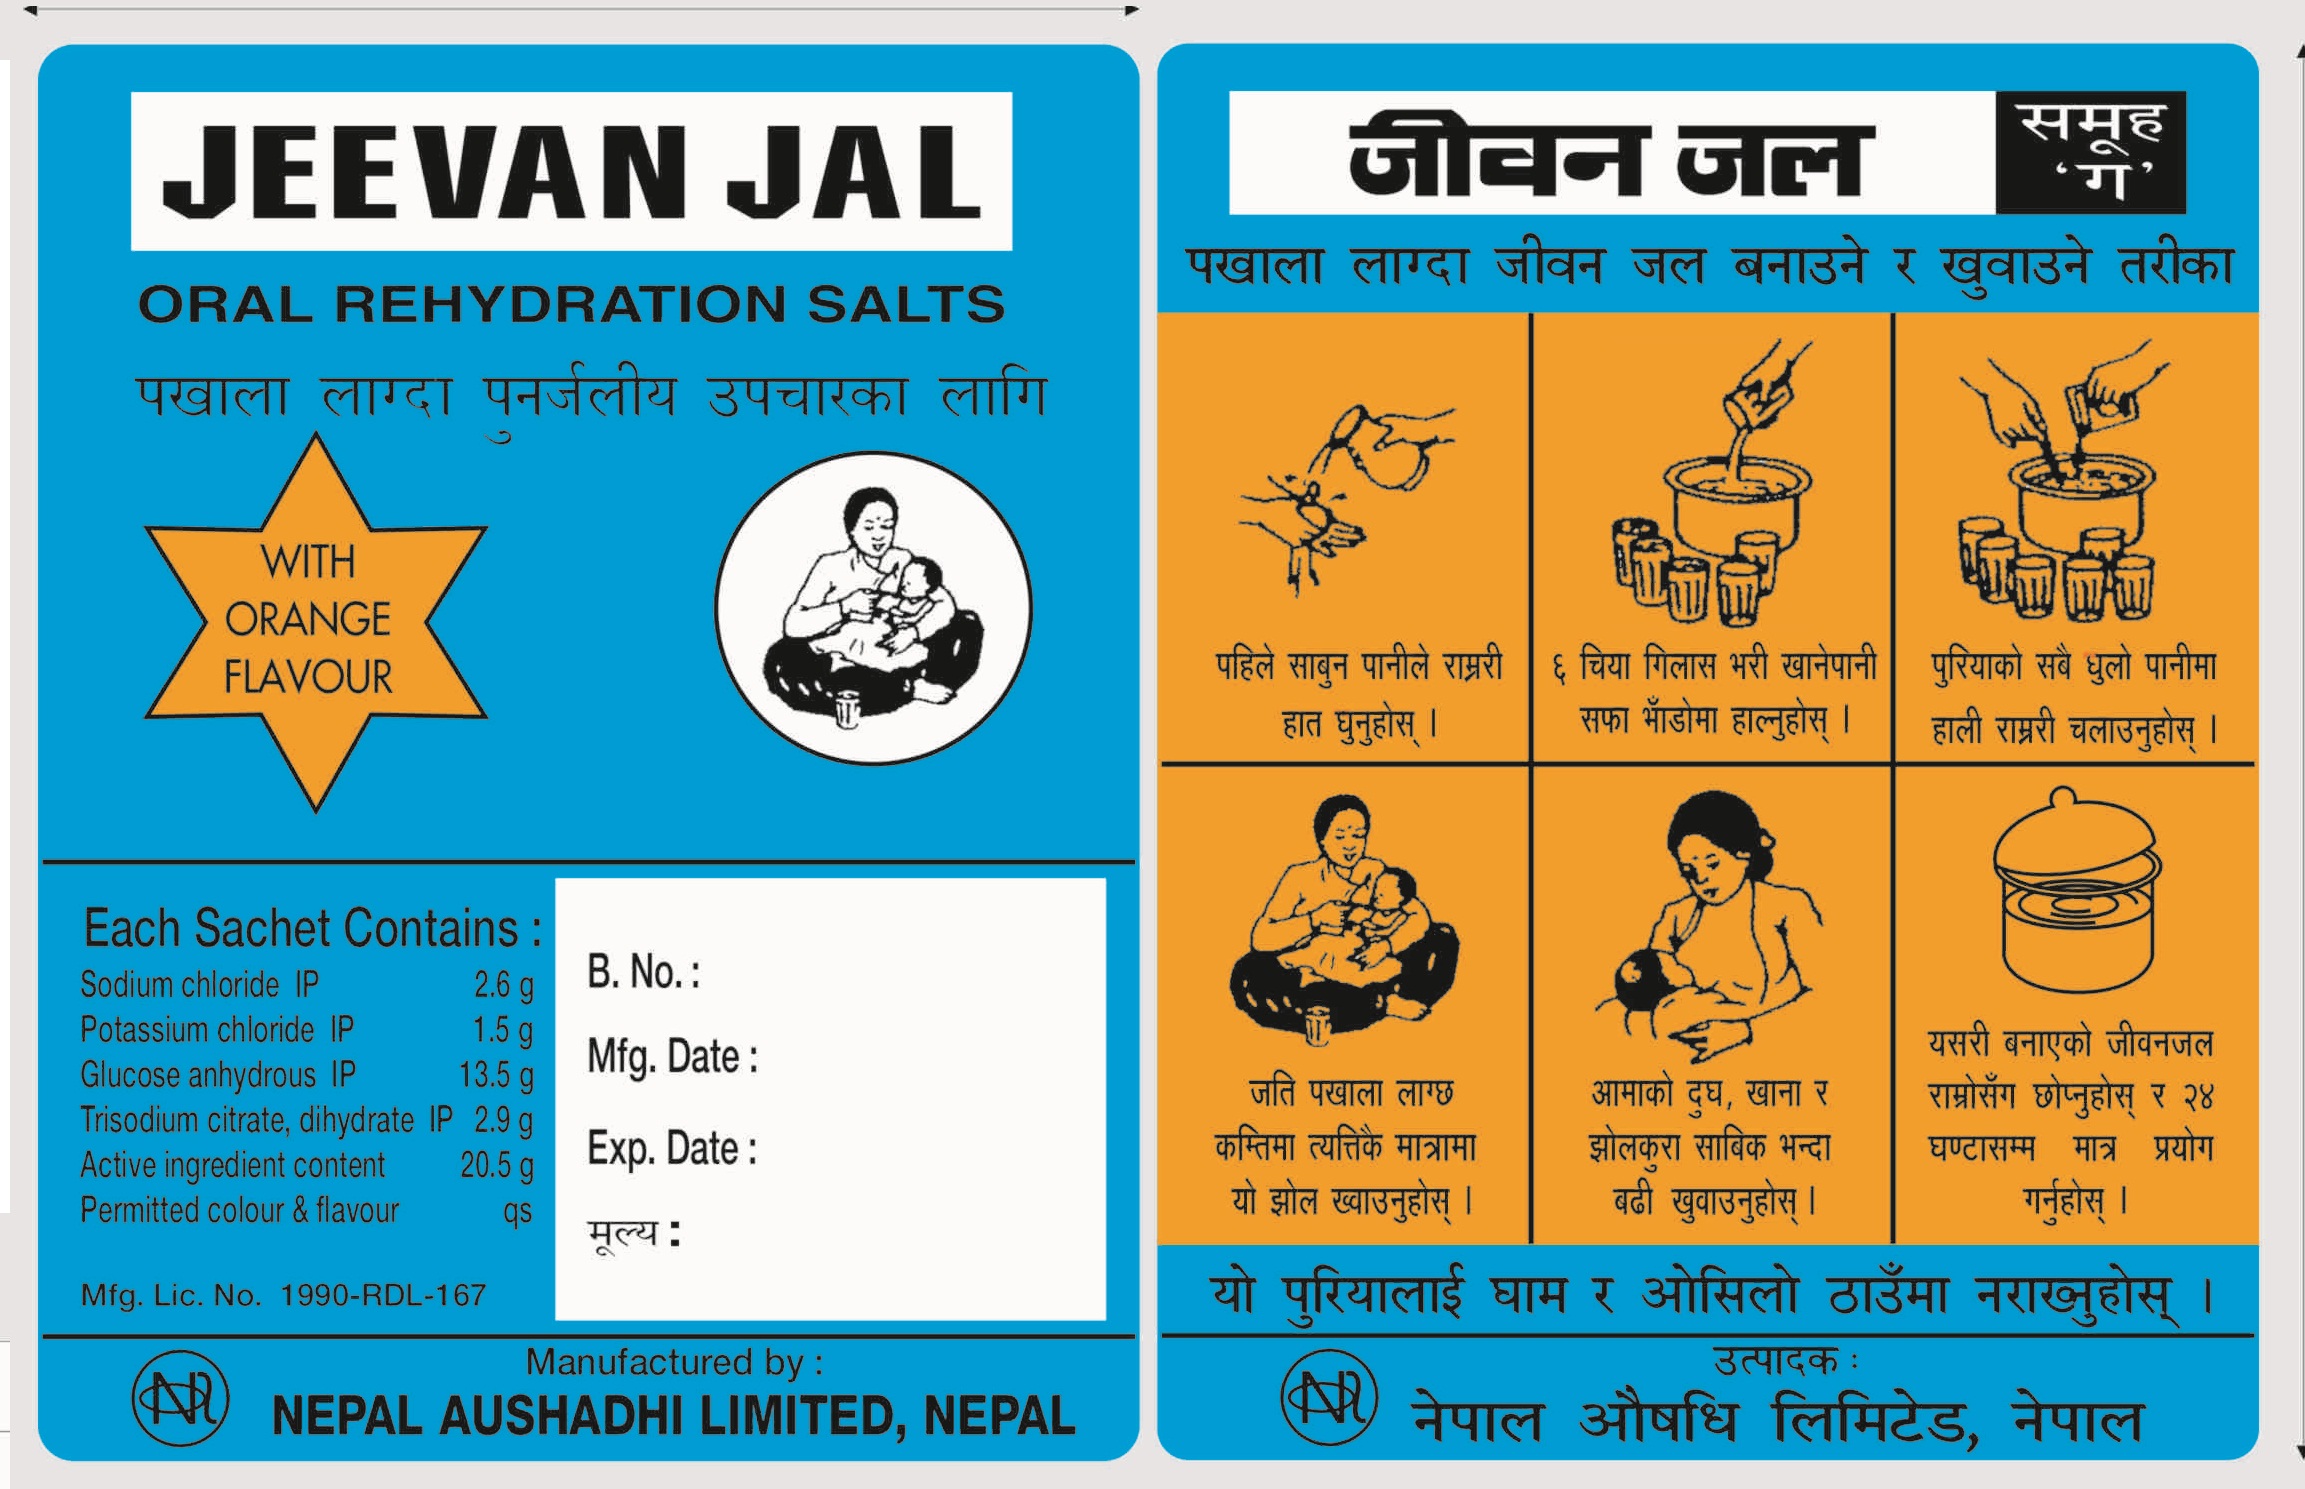 JEEVAN JAL
ORAL REHYDRATION SALTS
पखाला लाग्दा पुनर्जलीय उपचारका लागि
WITH
ORANGE
FLAVOUR
Each Sachet Contains :
Sodium chloride IP 2.6 g
Potassium chloride IP 1.5 g
Glucose anhydrous IP 13.5 g
Trisodium citrate, dihydrate IP 2.9 g
Active ingredient content 20.5 g
Permitted colour & flavour qs
Mfg. Lic. No. 1990-RDL-167
B. No. :
Mfg. Date :
Exp. Date :
मूल्य :
Manufactured by :
NEPAL AUSHADHI LIMITED, NEPAL
जीवन जल
समूह
‘ग’
पखाला लाग्दा जीवन जल बनाउने र खुवाउने तरीका
पहिले साबुन पानीले राम्ररी
हात घुनुहोस् ।
६ चिया गिलास भरी खानेपानी
सफा भाँडोमा हाल्नुहोस् ।
पुरियाको सबै धुलो पानीमा
हाली राम्ररी चलाउनुहोस् ।
जति पखाला लाग्छ
कम्तिमा त्यत्तिकै मात्रामा
यो झोल ख्वाउनुहोस् ।
आमाको दुघ, खाना र
झोलकुरा साबिक भन्दा
बढी खुवाउनुहोस् ।
यसरी बनाएको जीवनजल
राम्रोसँग छोप्नुहोस् र २४
घण्टासम्म मात्र प्रयोग
गर्नुहोस् ।
यो पुरियालाई घाम र ओसिलो ठाउँमा नराख्नुहोस् ।
उत्पादक :
नेपाल औषधि लिमिटेड, नेपाल